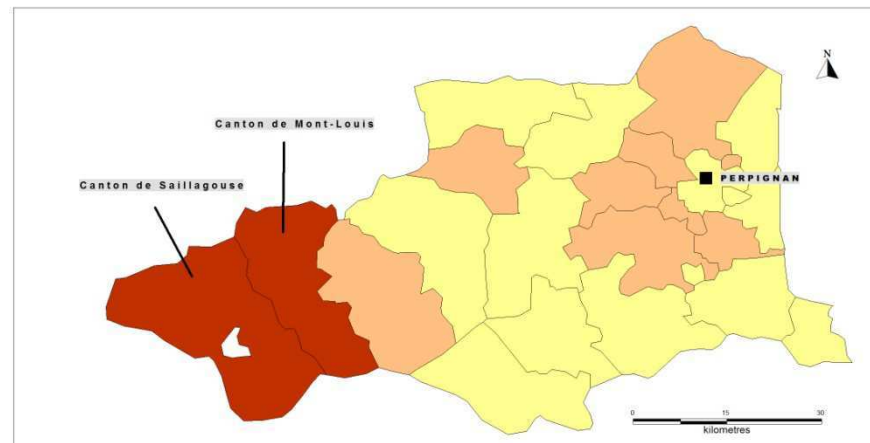 N
Canton de Mont-Louis
Canton de Saillagouse
PERPIGNAN
0 15 30
kilometres